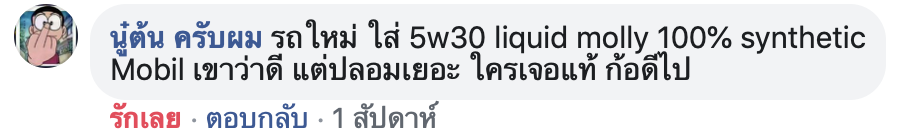 นู๋ต้น ครับผม รถใหม่ ใส่ 5w30 liquid molly 100% synthetic
Mobil เขาว่าดี แต่ปลอมเยอะ ใครเจอแท้ ก้อดีไป
รักเลย · ตอบกลับ · 1 สัปดาห์